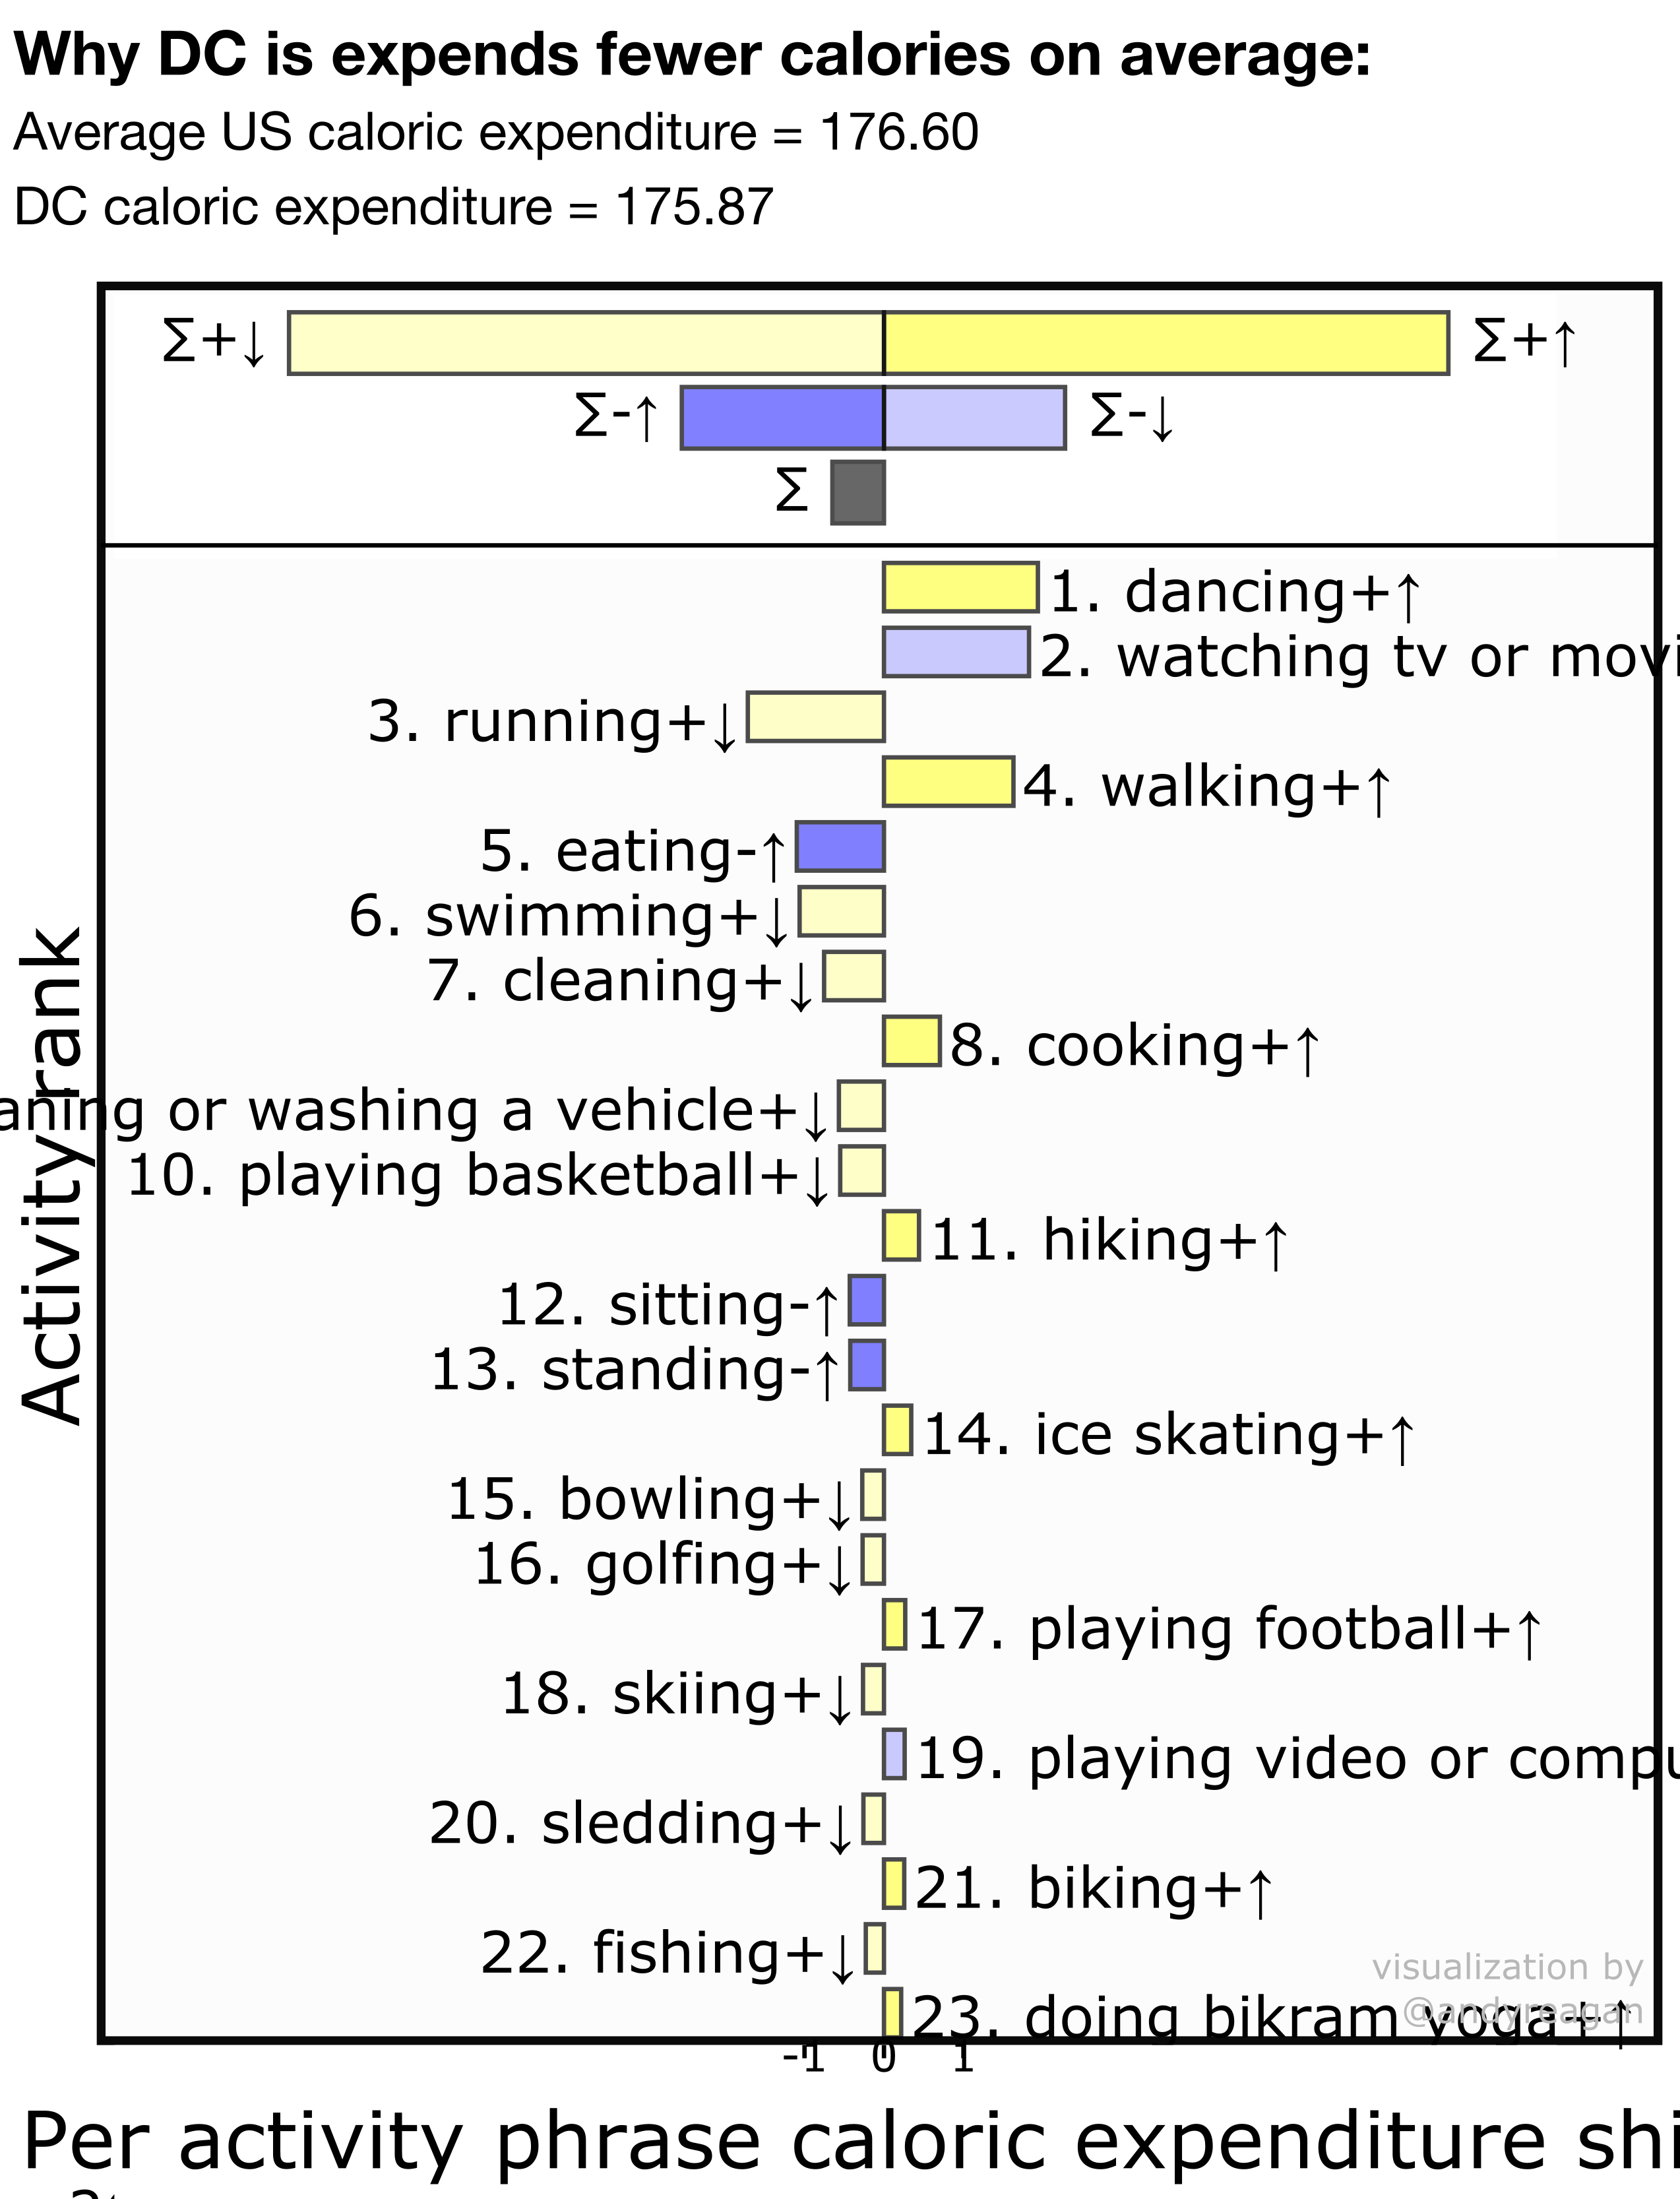 Why DC is expends fewer calories on average:
Average US caloric expenditure = 176.60
DC caloric expenditure = 175.87
∑+↓ ∑+↑
∑-↑ ∑-↓
∑
1. dancing+↑
2. watching tv or movi
3. running+↓
4. walking+↑
5. eating-↑
6. swimming+↓
7. cleaning+↓
8. cooking+↑
aning or washing a vehicle+↓
10. playing basketball+↓
11. hiking+↑
12. sitting-↑
13. standing-↑
14. ice skating+↑
15. bowling+↓
16. golfing+↓
17. playing football+↑
18. skiing+↓
19. playing video or compu
20. sledding+↓
21. biking+↑
22. fishing+↓
23. doing bikram yoga+↑
visualization by
@andyreagan
Activity rank
-1 0 1
Per activity phrase caloric expenditure shi